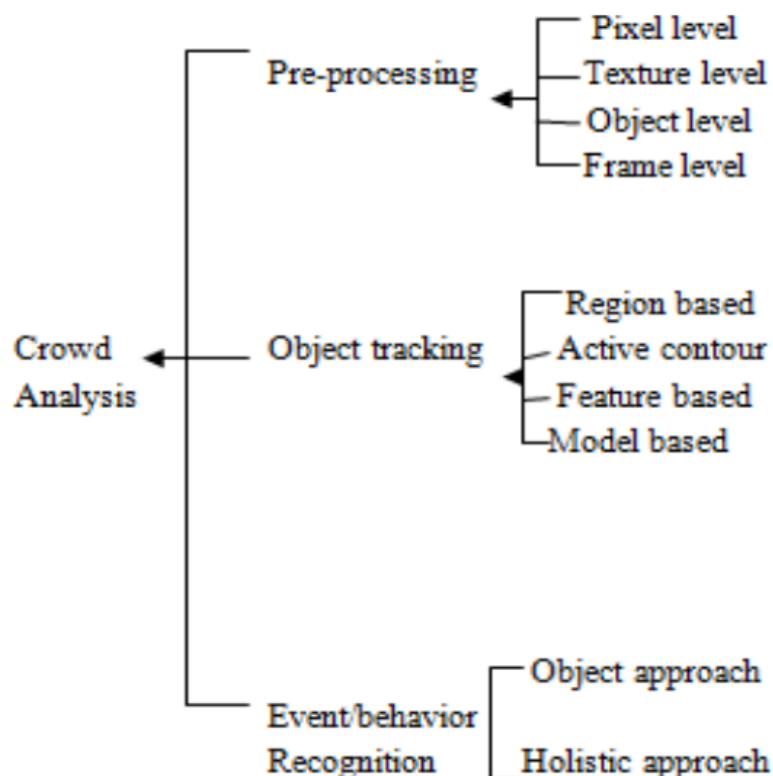 Pixel level
Pre-processing
Texture level
Object level
Frame level
Region based
Crowd
Analysis
Object tracking
Active contour
Feature based
Model based
Object approach
Event/behavior
Recognition
Holistic approach